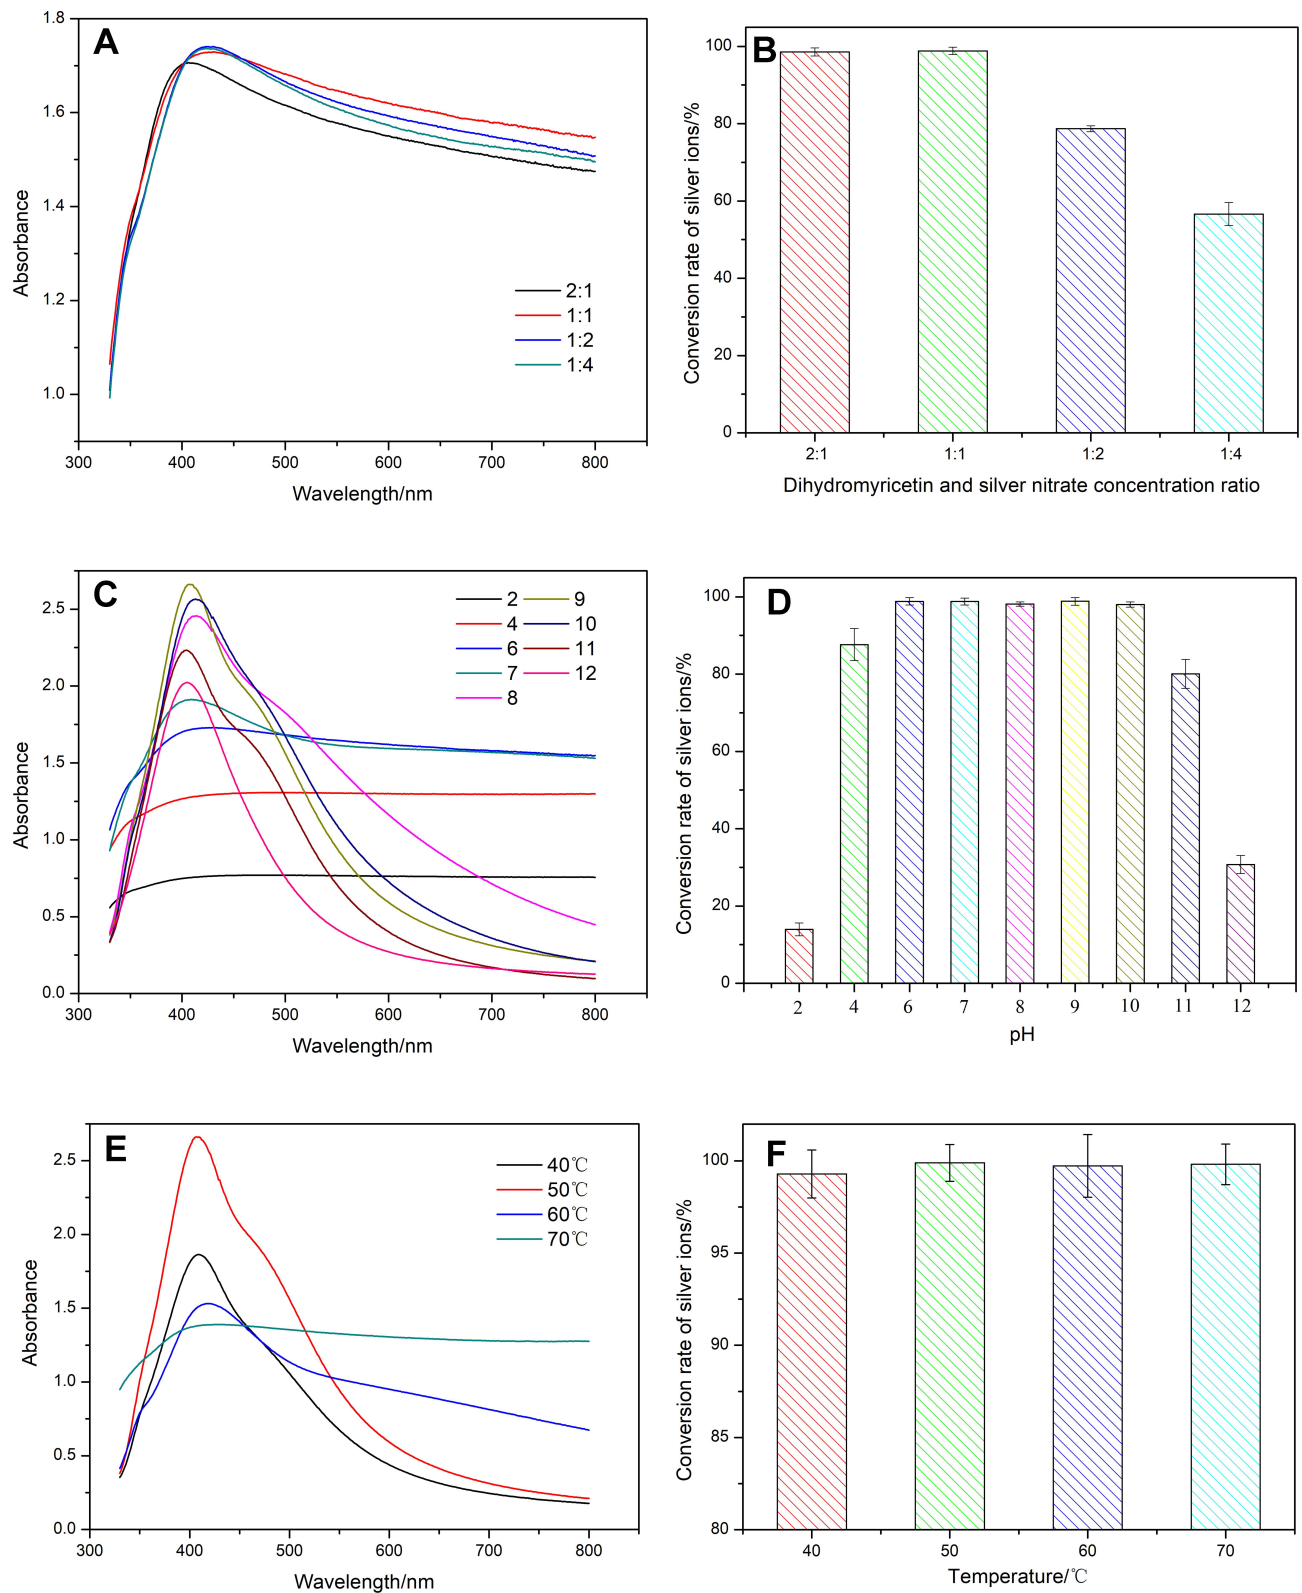 A
1.8
1.6
1.4
1.2
1.0
Absorbance
2:1
1:1
1:2
1:4
300 400 500 600 700 800
Wavelength/nm
B
100
80
60
40
20
0
Conversion rate of silver ions/%
2:1 1:1 1:2 1:4
Dihydromyricetin and silver nitrate concentration ratio
C
2.5
2.0
1.5
1.0
0.5
0.0
Absorbance
2 9
4 10
6 11
7 12
8
300 400 500 600 700 800
Wavelength/nm
D
100
80
60
40
20
0
Conversion rate of silver ions/%
2 4 6 7 8 9 10 11 12
pH
E
2.5
2.0
1.5
1.0
0.5
0.0
Absorbance
40℃
50℃
60℃
70℃
300 400 500 600 700 800
Wavelength/nm
F
100
95
90
85
80
Conversion rate of silver ions/%
40 50 60 70
Temperature/℃